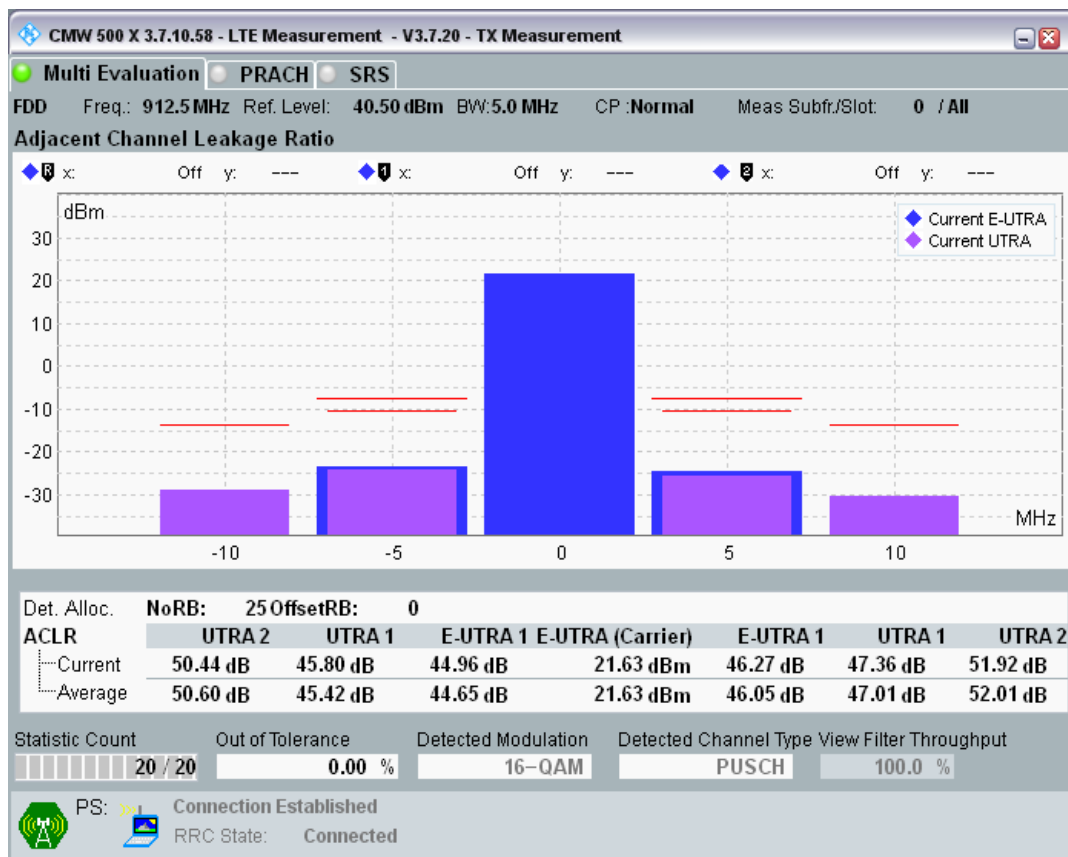 CMW 500 X 3.7.10.58 - LTE Measurement - V3.7.20 - TX Measurement
Multi Evaluation PRACH SRS
FDD Freq.: 912.5 MHz Ref. Level: 40.50 dBm BW:5.0 MHz CP :Normal Meas Subfr./Slot: 0 / All
Adjacent Channel Leakage Ratio
R x: Off y: --- 1 x: Off y: --- 2 x: Off y: ---
dBm
Current E-UTRA
Current UTRA
30
20
10
0
-10
-20
-30
MHz
-10 -5 0 5 10
Det. Alloc. NoRB: 25 OffsetRB: 0
ACLR UTRA 2 UTRA 1 E-UTRA 1 E-UTRA (Carrier) E-UTRA 1 UTRA 1 UTRA 2
Current 50.44 dB 45.80 dB 44.96 dB 21.63 dBm 46.27 dB 47.36 dB 51.92 dB
Average 50.60 dB 45.42 dB 44.65 dB 21.63 dBm 46.05 dB 47.01 dB 52.01 dB
Statistic Count Out of Tolerance Detected Modulation Detected Channel Type View Filter Throughput
20 / 20 0.00 % 16-QAM PUSCH 100.0 %
PS: Connection Established
RRC State: Connected